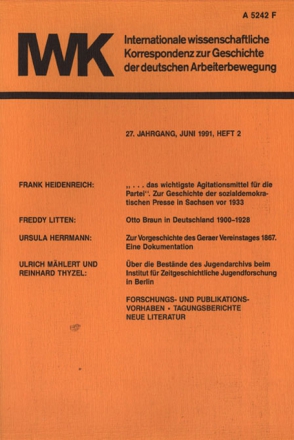 A 5242 F
IWK
Internationale wissenschaftliche
Korrespondenz zur Geschichte
der deutschen Arbeiterbewegung
27. JAHRGANG, JUNI 1991, HEFT 2
FRANK HEIDENREICH:
„. . . das wichtigste Agitationsmittel für die
Partei“. Zur Geschichte der sozialdemokra-
tischen Presse in Sachsen vor 1933
FREDDY LITTEN:
Otto Braun in Deutschland 1900–1928
URSULA HERRMANN:
Zur Vorgeschichte des Geraer Vereinstages 1867.
Eine Dokumentation
ULRICH MÄHLERT UND
REINHARD THYZEL:
Über die Bestände des Jugendarchivs beim
Institut für Zeitgeschichtliche Jugendforschung
in Berlin
FORSCHUNGS- UND PUBLIKATIONS-
VORHABEN • TAGUNGSBERICHTE
NEUE LITERATUR